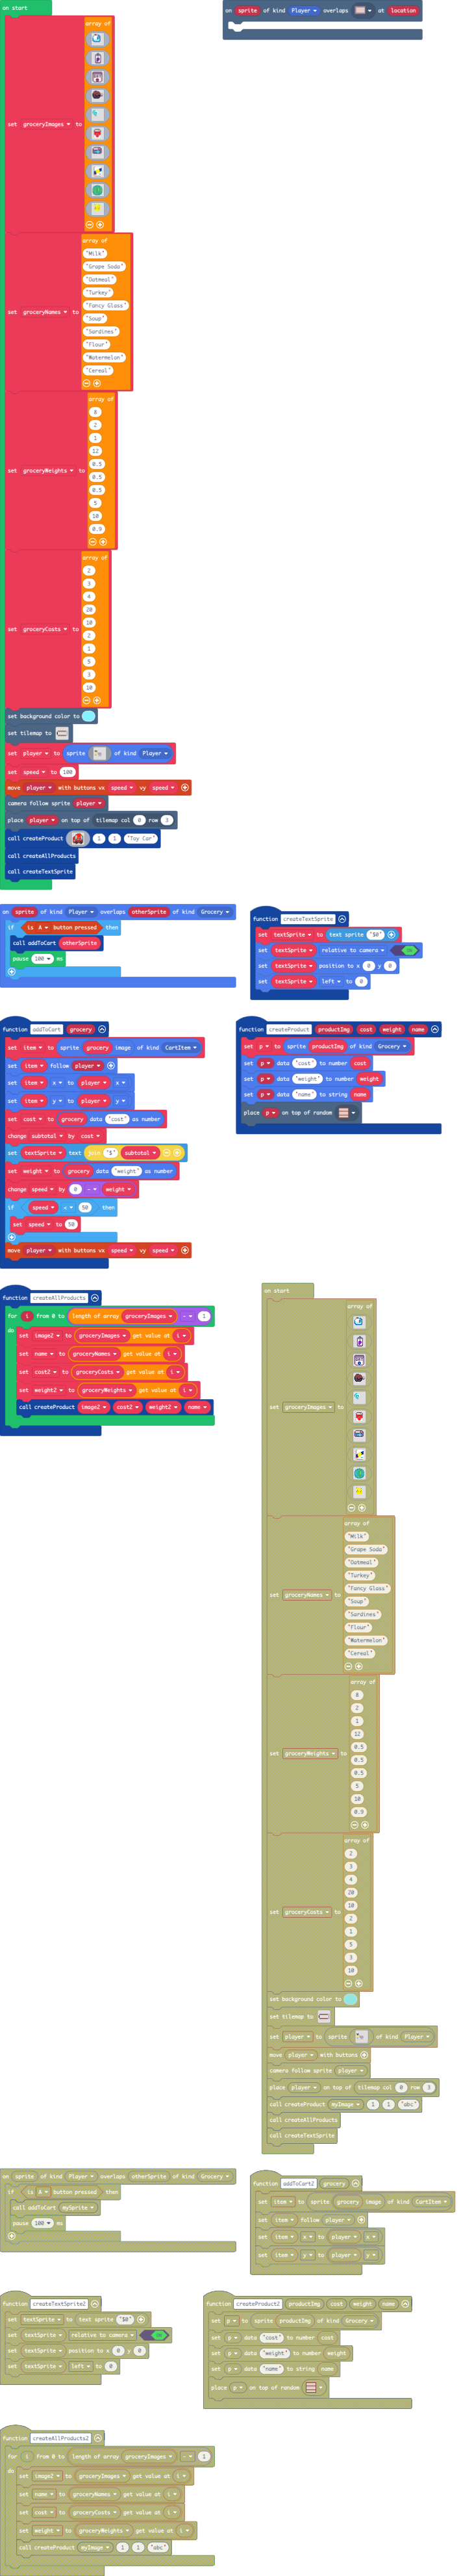 on start
array of
set groceryImages to
array of
"Milk"
"Grape Soda"
"Oatmeal"
"Turkey"
"Fancy Glass"
set groceryNames to
"Soup"
"Sardines"
"Flour"
"Watermelon"
"Cereal"
array of
8
2
1
12
0.5
set groceryWeights to
0.5
0.5
5
10
0.9
array of
2
3
4
20
10
set groceryCosts to
2
1
5
3
10
set background color to
set tilemap to
set player to sprite of kind Player
set speed to 100
move player with buttons vx speed vy speed
camera follow sprite player
place player on top of tilemap col 0 row 3
call createProduct 1 1 "Toy Car"
call createAllProducts
call createTextSprite
on sprite of kind Player overlaps at location
on sprite of kind Player overlaps otherSprite of kind Grocery
if is A button pressed then
call addToCart otherSprite
pause 100 ms
function createTextSprite
set textSprite to text sprite "$0"
set textSprite relative to camera ON
set textSprite position to x 0 y 0
set textSprite left to 0
function addToCart grocery
set item to sprite grocery image of kind CartItem
set item follow player
set item x to player x
set item y to player y
set cost to grocery data "cost" as number
change subtotal by cost
set textSprite text join "$" subtotal
set weight to grocery data "weight" as number
change speed by 0 - weight
if speed < 50 then
set speed to 50
move player with buttons vx speed vy speed
function createProduct productImg cost weight name
set p to sprite productImg of kind Grocery
set p data "cost" to number cost
set p data "weight" to number weight
set p data "name" to string name
place p on top of random
function createAllProducts
for i from 0 to length of array groceryImages - 1
do set image2 to groceryImages get value at i
set name to groceryNames get value at i
set cost2 to groceryCosts get value at i
set weight2 to groceryWeights get value at i
call createProduct image2 cost2 weight2 name
on start
array of
set groceryImages to
array of
"Milk"
"Grape Soda"
"Oatmeal"
"Turkey"
"Fancy Glass"
set groceryNames to
"Soup"
"Sardines"
"Flour"
"Watermelon"
"Cereal"
array of
8
2
1
12
0.5
set groceryWeights to
0.5
0.5
5
10
0.9
array of
2
3
4
20
10
set groceryCosts to
2
1
5
3
10
set background color to
set tilemap to
set player to sprite of kind Player
move player with buttons
camera follow sprite player
place player on top of tilemap col 0 row 3
call createProduct myImage 1 1 "abc"
call createAllProducts
call createTextSprite
on sprite of kind Player overlaps otherSprite of kind Grocery
if is A button pressed then
call addToCart mySprite
pause 100 ms
function addToCart2 grocery
set item to sprite grocery image of kind CartItem
set item follow player
set item x to player x
set item y to player y
function createTextSprite2
set textSprite to text sprite "$0"
set textSprite relative to camera ON
set textSprite position to x 0 y 0
set textSprite left to 0
function createProduct2 productImg cost weight name
set p to sprite productImg of kind Grocery
set p data "cost" to number cost
set p data "weight" to number weight
set p data "name" to string name
place p on top of random
function createAllProducts2
for i from 0 to length of array groceryImages - 1
do set image2 to groceryImages get value at i
set name to groceryNames get value at i
set cost to groceryCosts get value at i
set weight to groceryWeights get value at i
call createProduct myImage 1 1 "abc"